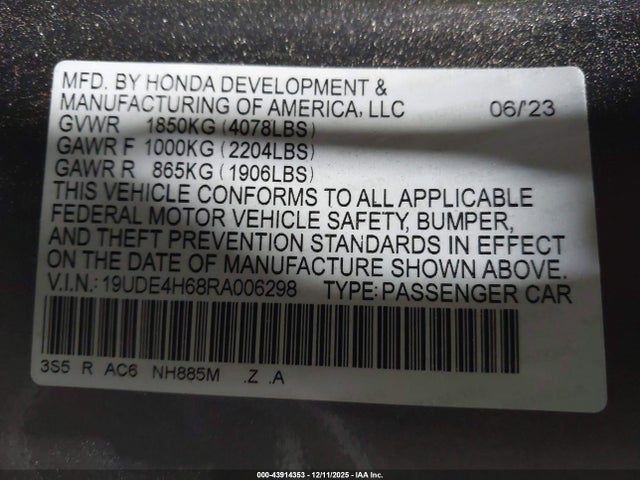 MFD. BY HONDA DEVELOPMENT &
MANUFACTURING OF AMERICA, LLC 06/'23
GVWR 1850KG (4078LBS)
GAWR F 1000KG (2204LBS)
GAWR R 865KG (1906LBS)
THIS VEHICLE CONFORMS TO ALL APPLICABLE
FEDERAL MOTOR VEHICLE SAFETY, BUMPER,
AND THEFT PREVENTION STANDARDS IN EFFECT
ON THE DATE OF MANUFACTURE SHOWN ABOVE.
V.I.N.: 19UDE4H68RA006298 TYPE: PASSENGER CAR
3S5 R AC6 NH885M .Z .A
000-43914353 - 12/11/2025 - IAA Inc.